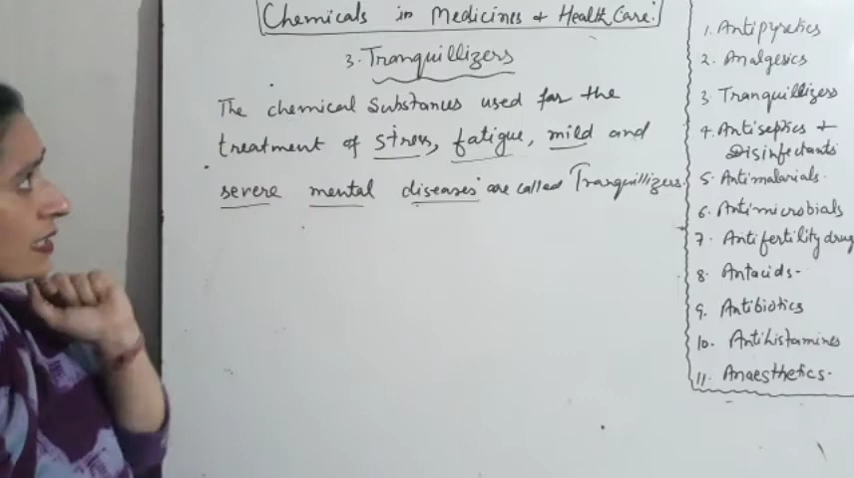 Chemicals in Medicines + Health Care.
3. Tranquillizers
The chemical substances used for the
treatment of stress, fatigue, mild and
severe mental diseases are called Tranquillizers.
1. Antipyretics
2. Analgesics
3 Tranquillizers
4. Antiseptics +
Disinfectants
5. Antimalarials.
6. Antimicrobials
7. Antifertility drug
8. Antacids.
9. Antibiotics
10. Antihistamines
11. Anaesthetics.